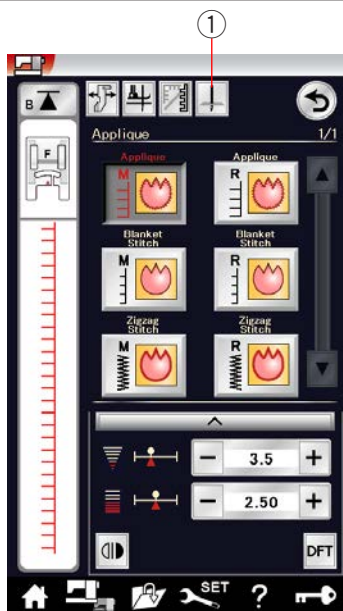 1
B
Applique 1/1
F
Applique Applique
M R
Blanket
Stitch Blanket
Stitch
M R
Zigzag
Stitch Zigzag
Stitch
M R
− 3.5 +
− 2.50 +
DFT
SET ?